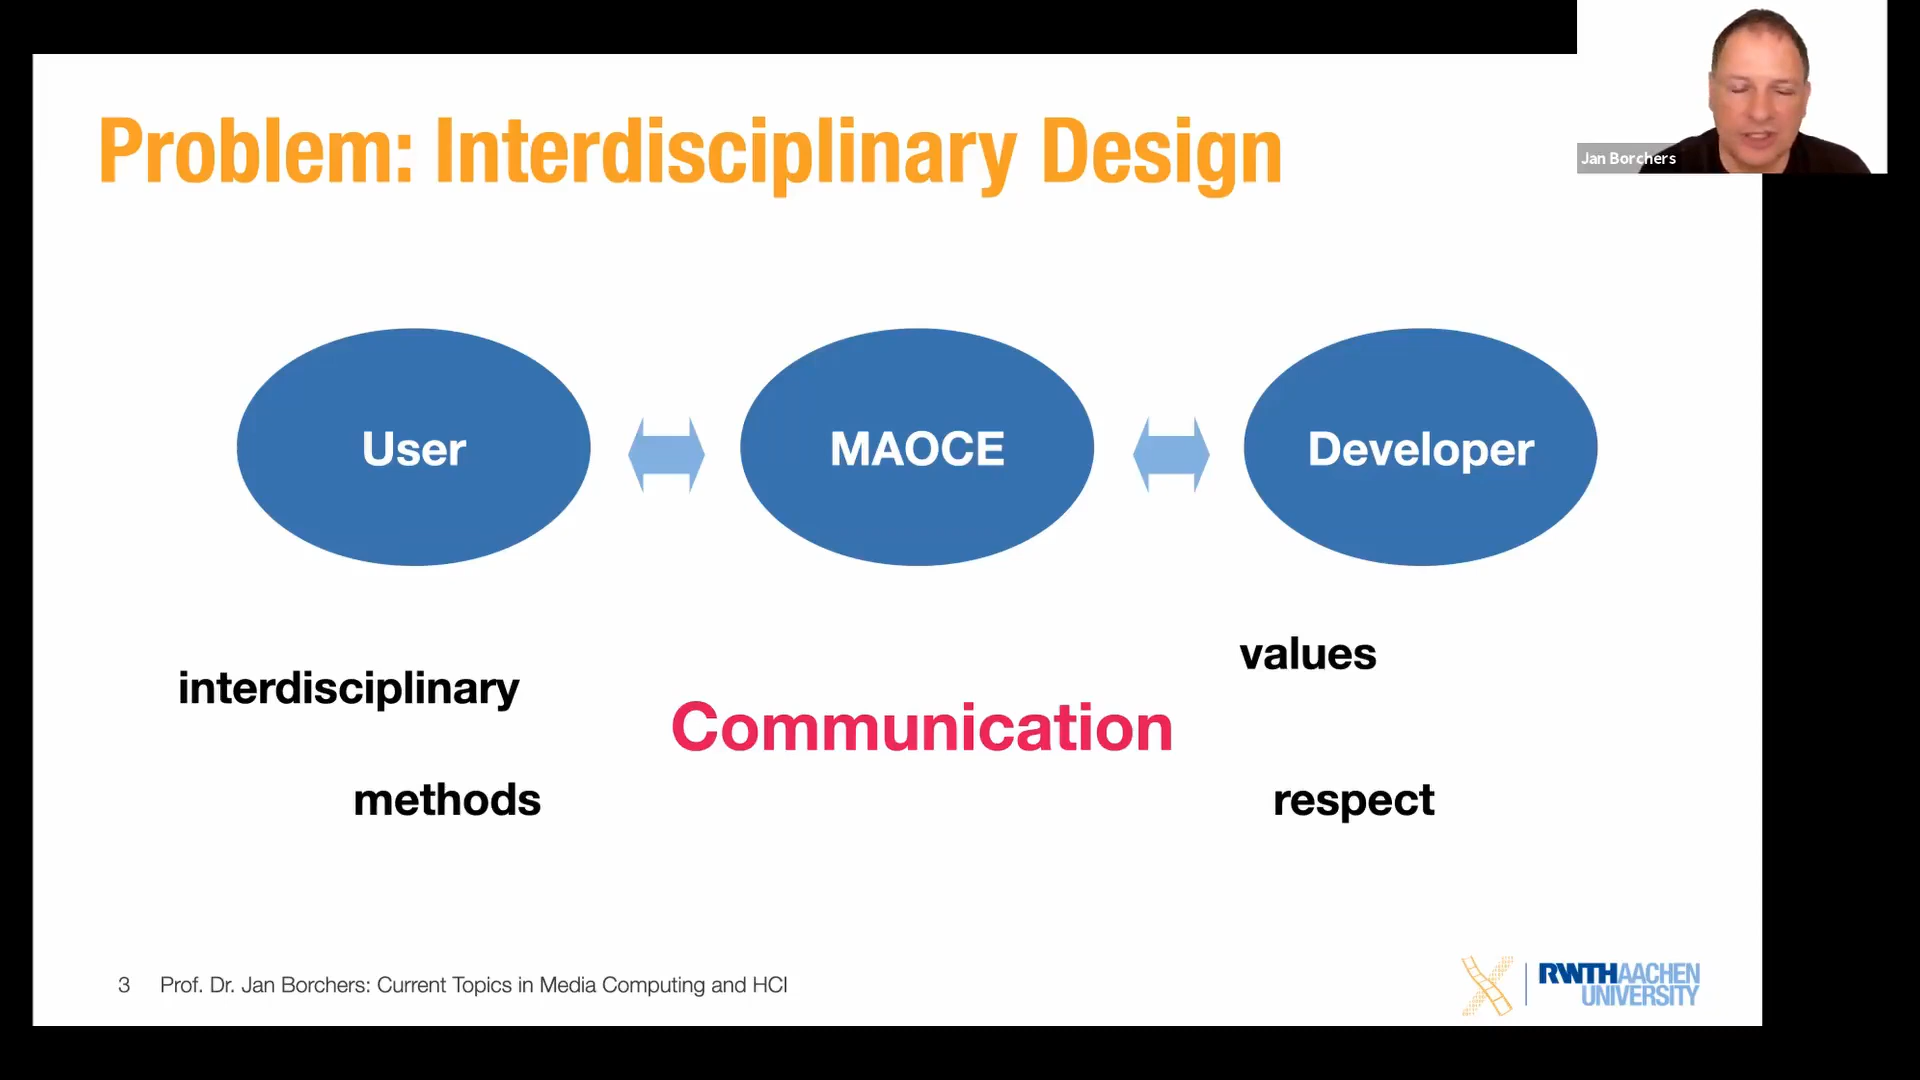 Jan Borchers
Problem: Interdisciplinary Design
User
MAOCE
Developer
values
interdisciplinary
Communication
methods
respect
3 Prof. Dr. Jan Borchers: Current Topics in Media Computing and HCI
RWTHAACHEN
UNIVERSITY